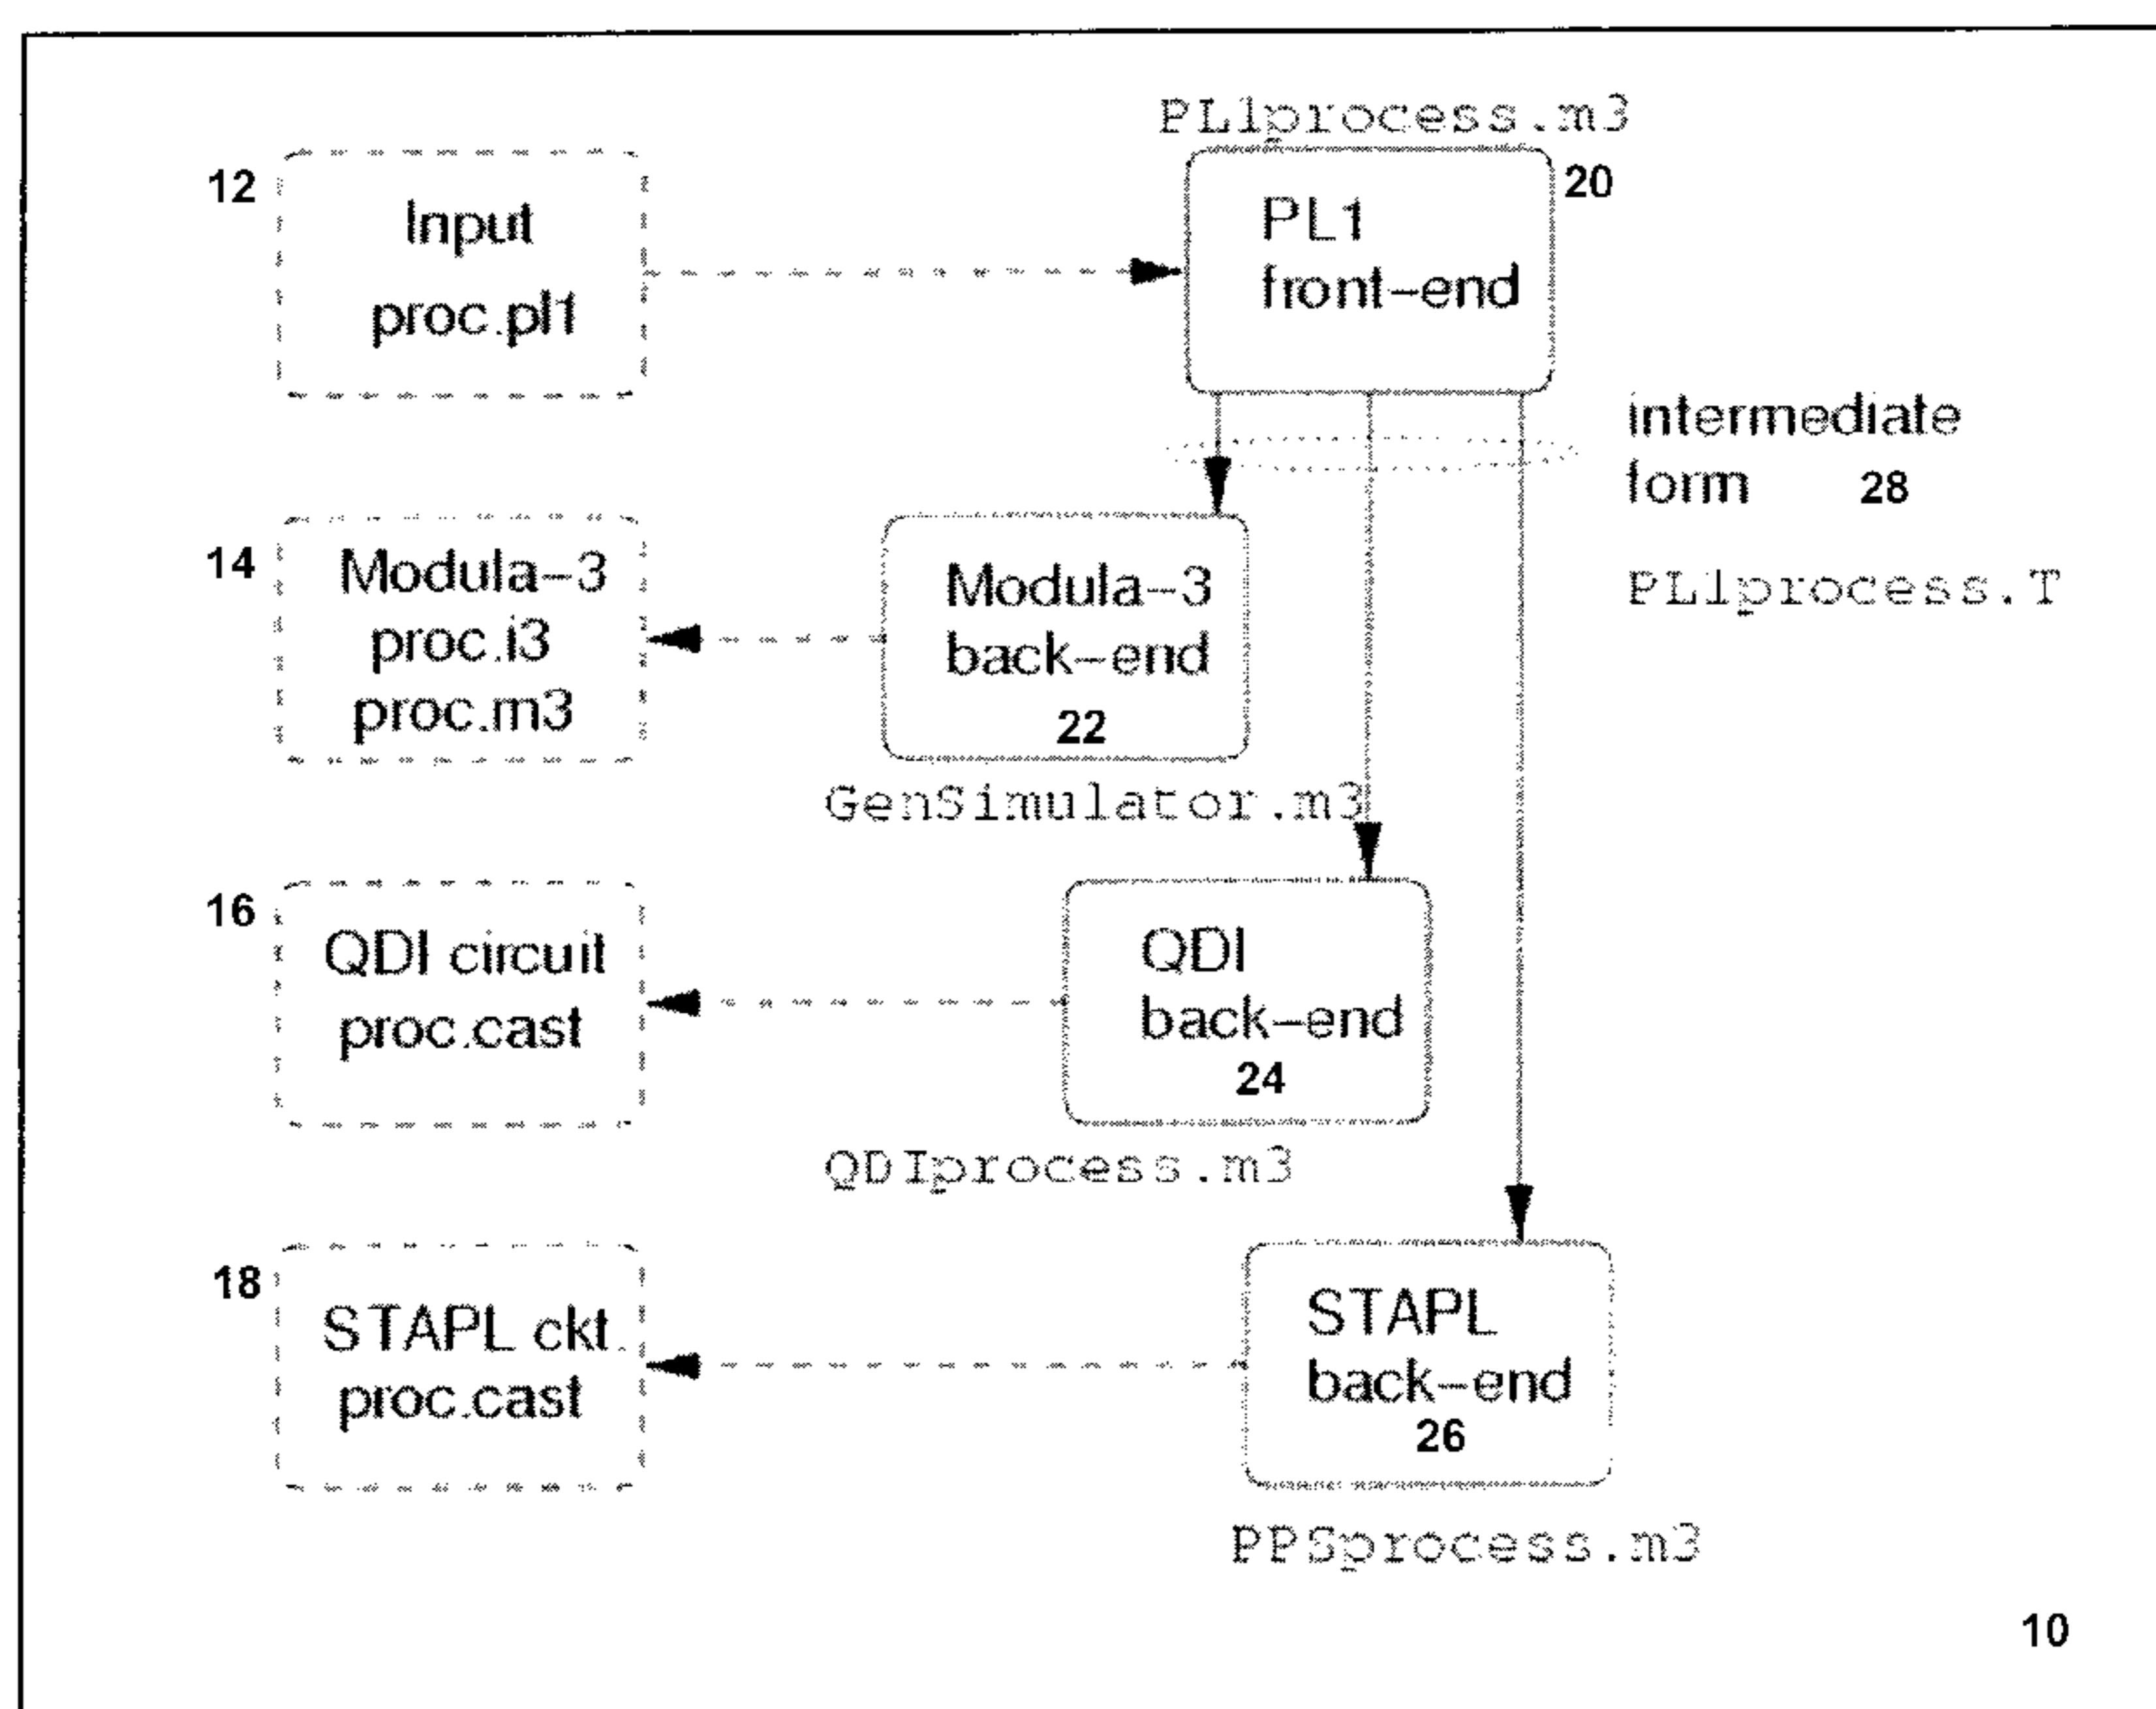 PL1process.m3
12
Input
proc.pl1
20
PL1
front-end
intermediate
form 28
PL1process.T
14
Modula-3
proc.i3
proc.m3
Modula-3
back-end
22
GenSimulator.m3
16
QDI circuit
proc.cast
QDI
back-end
24
QDIprocess.m3
18
STAPL ckt.
proc.cast
STAPL
back-end
26
PPSprocess.m3
10